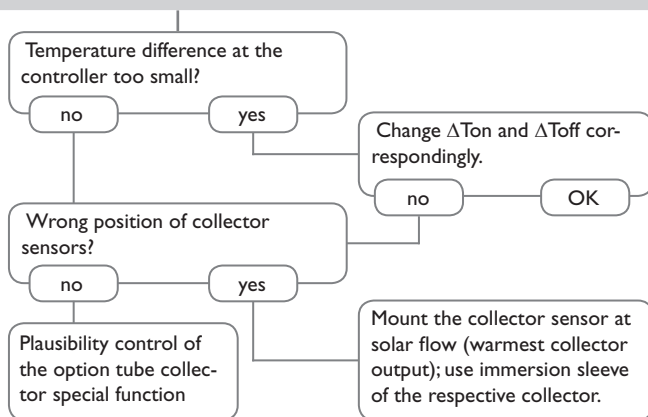 Temperature difference at the
controller too small?
no
yes
Change ΔTon and ΔToff cor-
respondingly.
no
OK
Wrong position of collector
sensors?
no
yes
Plausibility control of
the option tube collec-
tor special function
Mount the collector sensor at
solar flow (warmest collector
output); use immersion sleeve
of the respective collector.